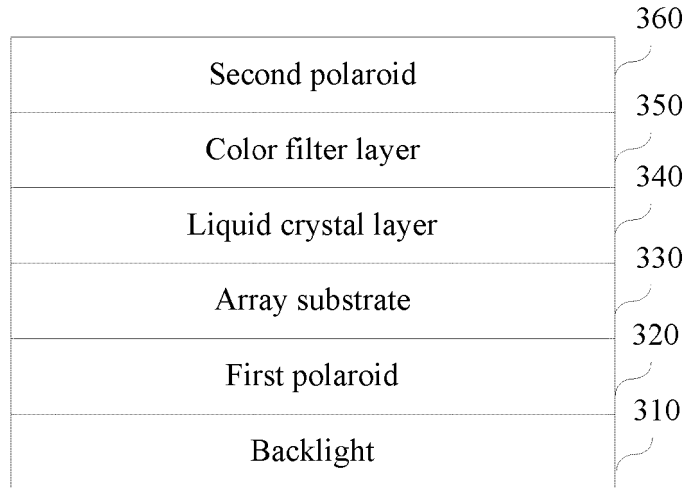 360
Second polaroid
350
Color filter layer
340
Liquid crystal layer
330
Array substrate
320
First polaroid
310
Backlight